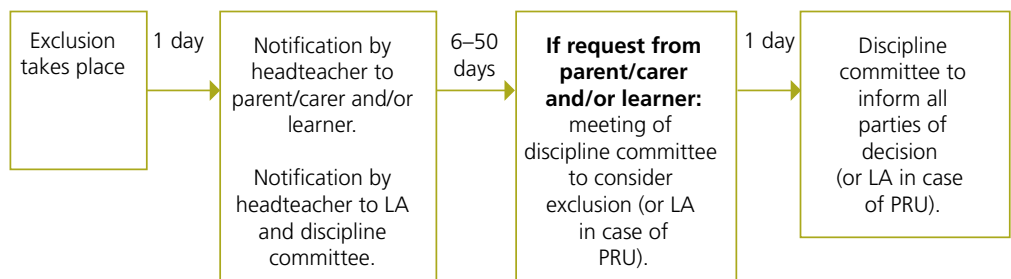 Exclusion
takes place
1 day
Notification by
headteacher to
parent/carer and/or
learner.
Notification by
headteacher to LA
and discipline
committee.
6–50
days
If request from
parent/carer
and/or learner:
meeting of
discipline committee
to consider
exclusion (or LA
in case of
PRU).
1 day
Discipline
committee to
inform all
parties of
decision
(or LA in case
of PRU).